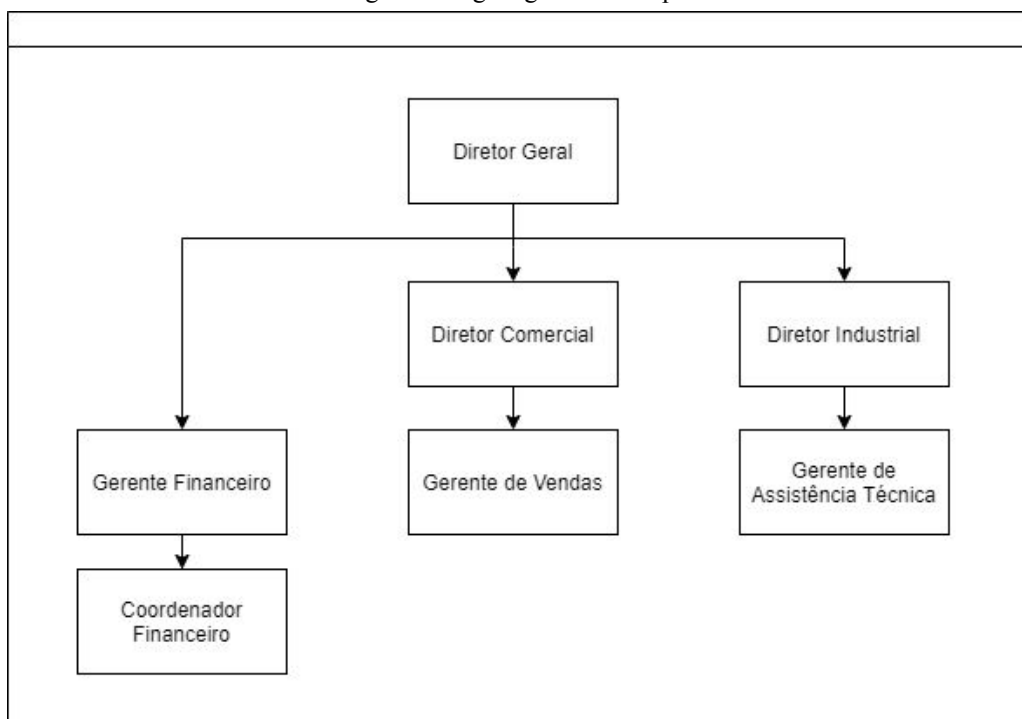 Diretor Geral
Diretor Comercial
Diretor Industrial
Gerente Financeiro
Gerente de Vendas
Gerente de
Assistência Técnica
Coordenador
Financeiro